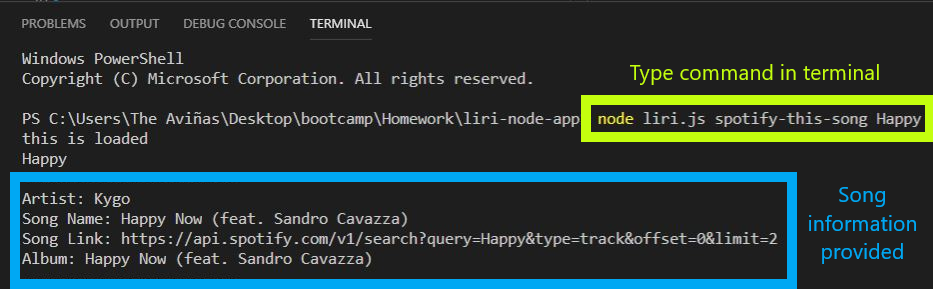 PROBLEMS OUTPUT DEBUG CONSOLE TERMINAL
Windows PowerShell
Copyright (C) Microsoft Corporation. All rights reserved.
Type command in terminal
PS C:\Users\The Aviñas\Desktop\bootcamp\Homework\liri-node-app node liri.js spotify-this-song Happy
this is loaded
Happy
Artist: Kygo
Song Name: Happy Now (feat. Sandro Cavazza)
Song Link: https://api.spotify.com/v1/search?query=Happy&type=track&offset=0&limit=2
Album: Happy Now (feat. Sandro Cavazza)
Song
information
provided